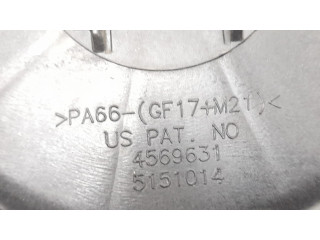 >PA66-(GF17+M21)<
US PAT. NO
4569631
5151014